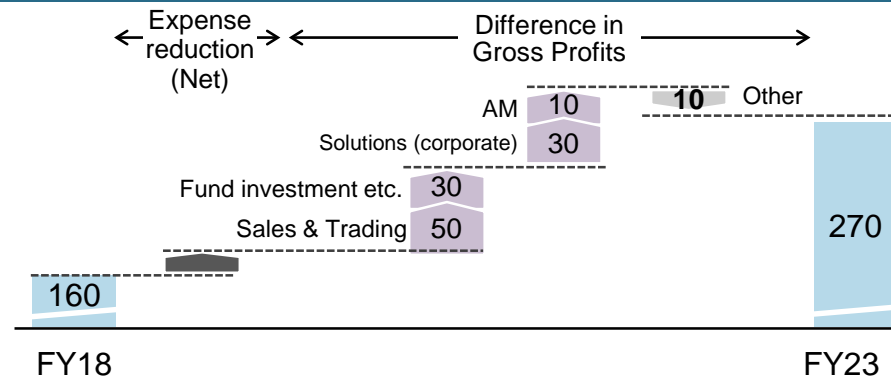 Expense
reduction
(Net)
Difference in
Gross Profits
AM
10
10
Other
Solutions (corporate)
30
Fund investment etc.
30
Sales & Trading
50
160
270
FY18
FY23